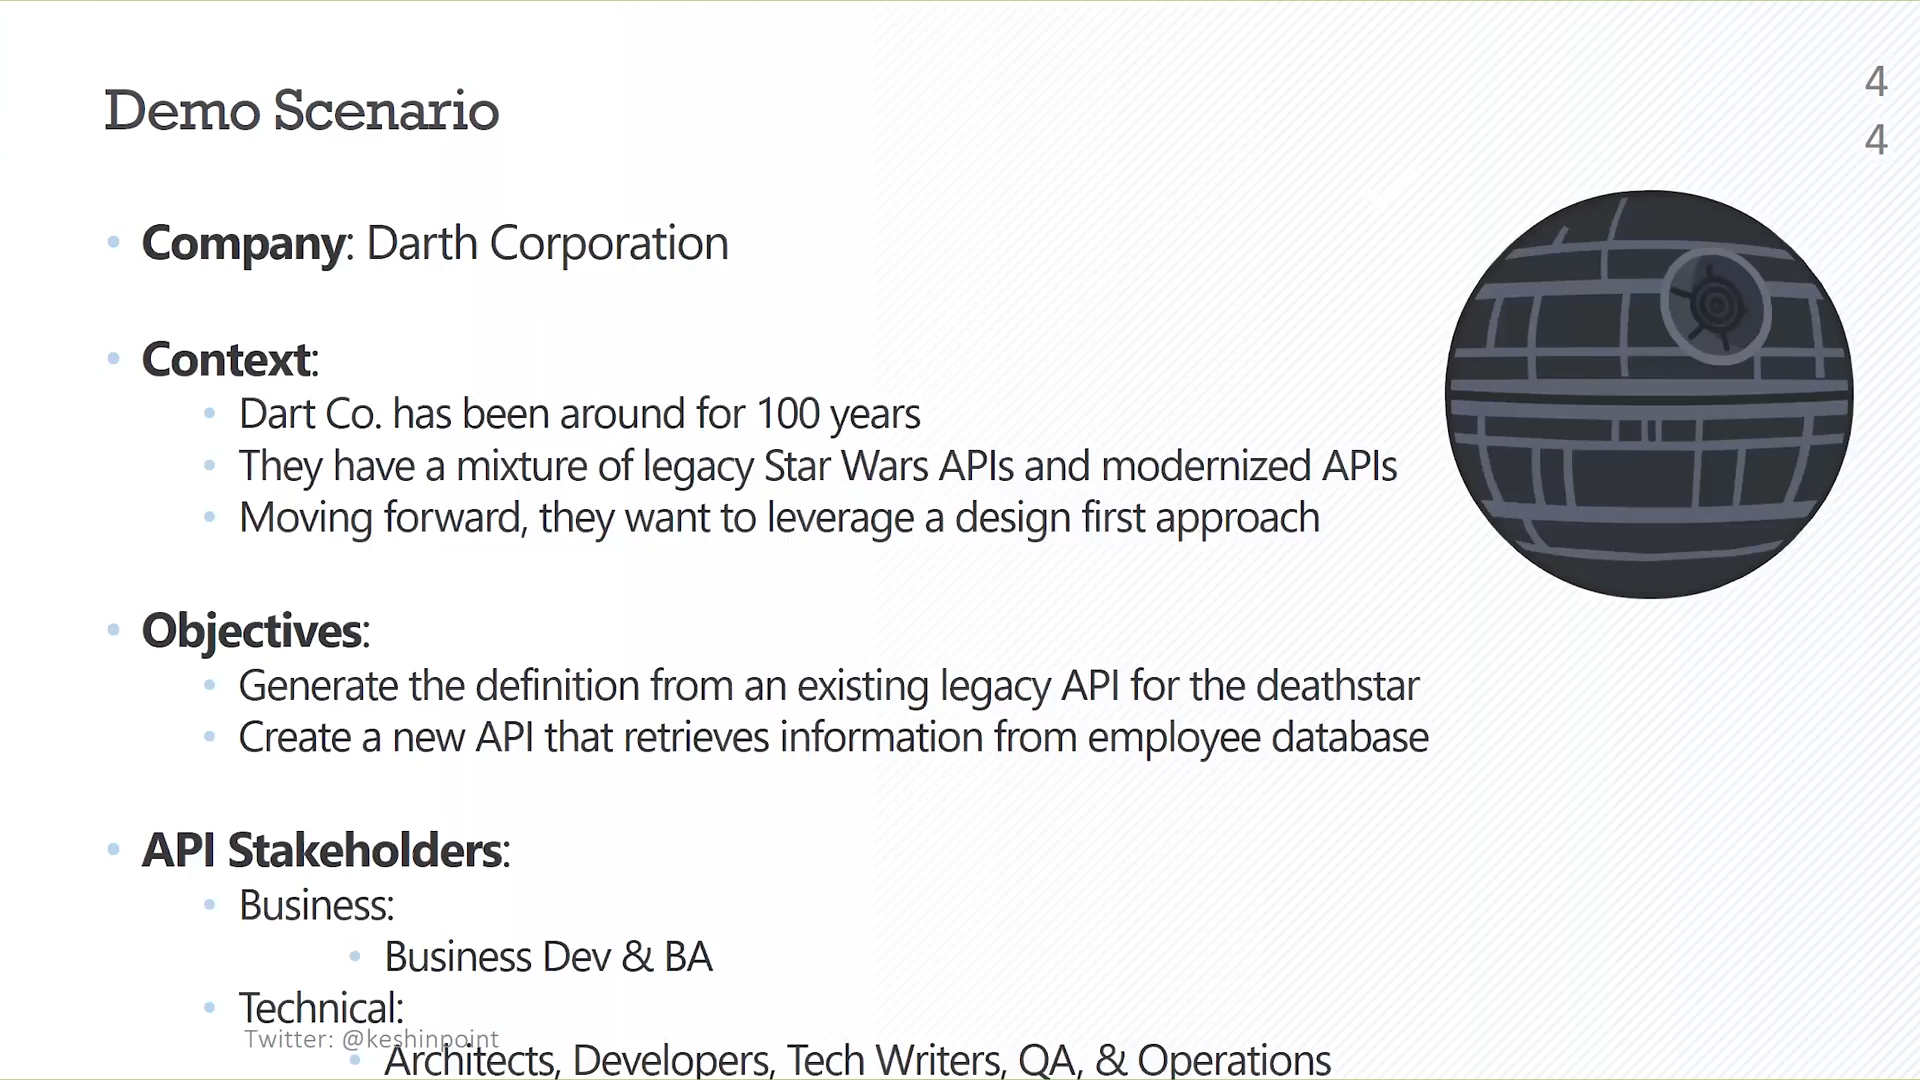 Demo Scenario
4
4
• Company: Darth Corporation
• Context:
• Dart Co. has been around for 100 years
• They have a mixture of legacy Star Wars APIs and modernized APIs
• Moving forward, they want to leverage a design first approach
• Objectives:
• Generate the definition from an existing legacy API for the deathstar
• Create a new API that retrieves information from employee database
• API Stakeholders:
• Business:
• Business Dev & BA
• Technical:
Twitter: @keshinpoint
• Architects, Developers, Tech Writers, QA, & Operations